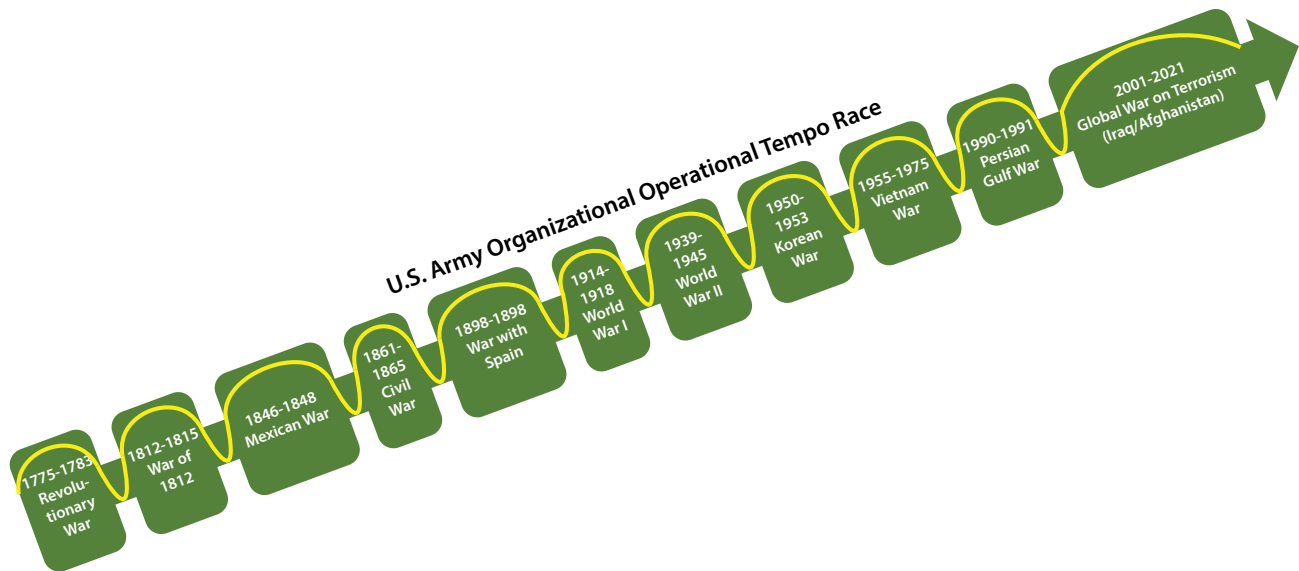 U.S. Army Organizational Operational Tempo Race
1775-1783
Revolu-
tionary
War
1812-1815
War of
1812
1846-1848
Mexican War
1861-
1865
Civil
War
1898-1898
War with
Spain
1914-
1918
World
War I
1939-
1945
World
War II
1950-
1953
Korean
War
1955-1975
Vietnam
War
1990-1991
Persian
Gulf War
2001-2021
Global War on Terrorism
(Iraq/Afghanistan)